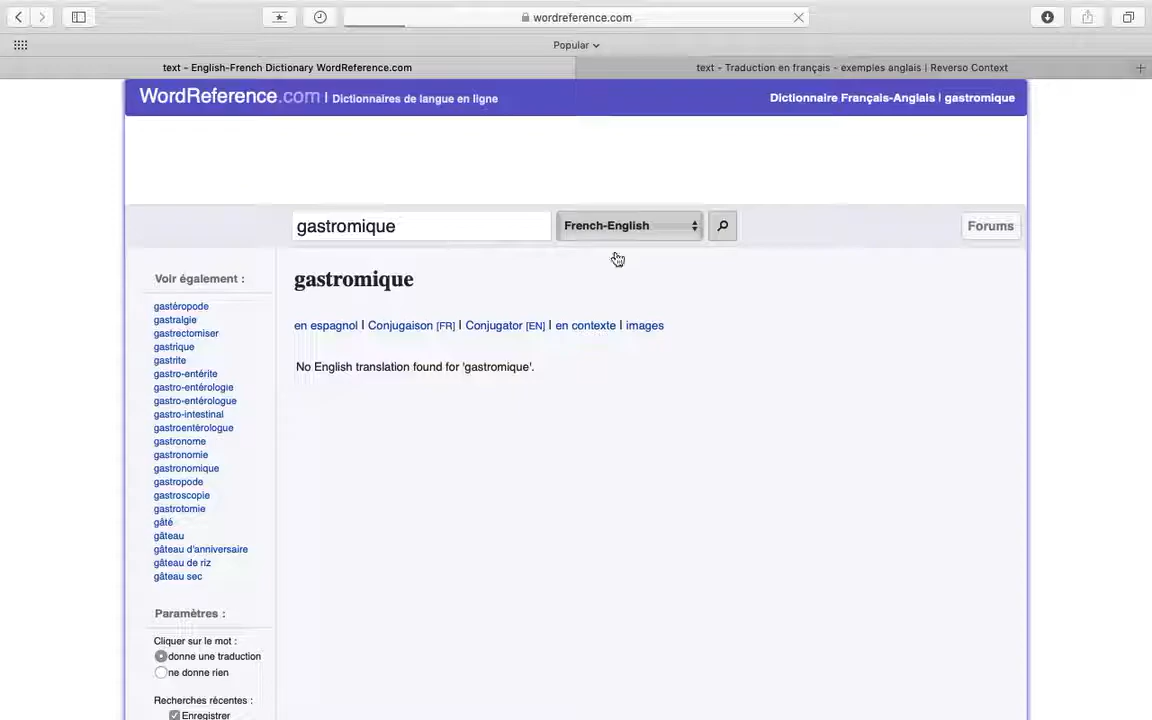 wordreference.com
Popular
text - English-French Dictionary WordReference.com
text - Traduction en français - exemples anglais | Reverso Context
WordReference.com | Dictionnaires de langue en ligne
Dictionnaire Français-Anglais | gastromique
gastromique
French-English
Forums
Voir également :
gastéropode
gastralgie
gastrectomiser
gastrique
gastrite
gastro-entérite
gastro-entérologie
gastro-entérologue
gastro-intestinal
gastroentérologue
gastronome
gastronomie
gastronomique
gastropode
gastroscopie
gastrotomie
gâté
gâteau
gâteau d'anniversaire
gâteau de riz
gâteau sec
Paramètres :
Cliquer sur le mot :
donne une traduction
ne donne rien
Recherches récentes :
Enregistrer
gastromique
en espagnol | Conjugaison [FR] | Conjugator [EN] | en contexte | images
No English translation found for 'gastromique'.